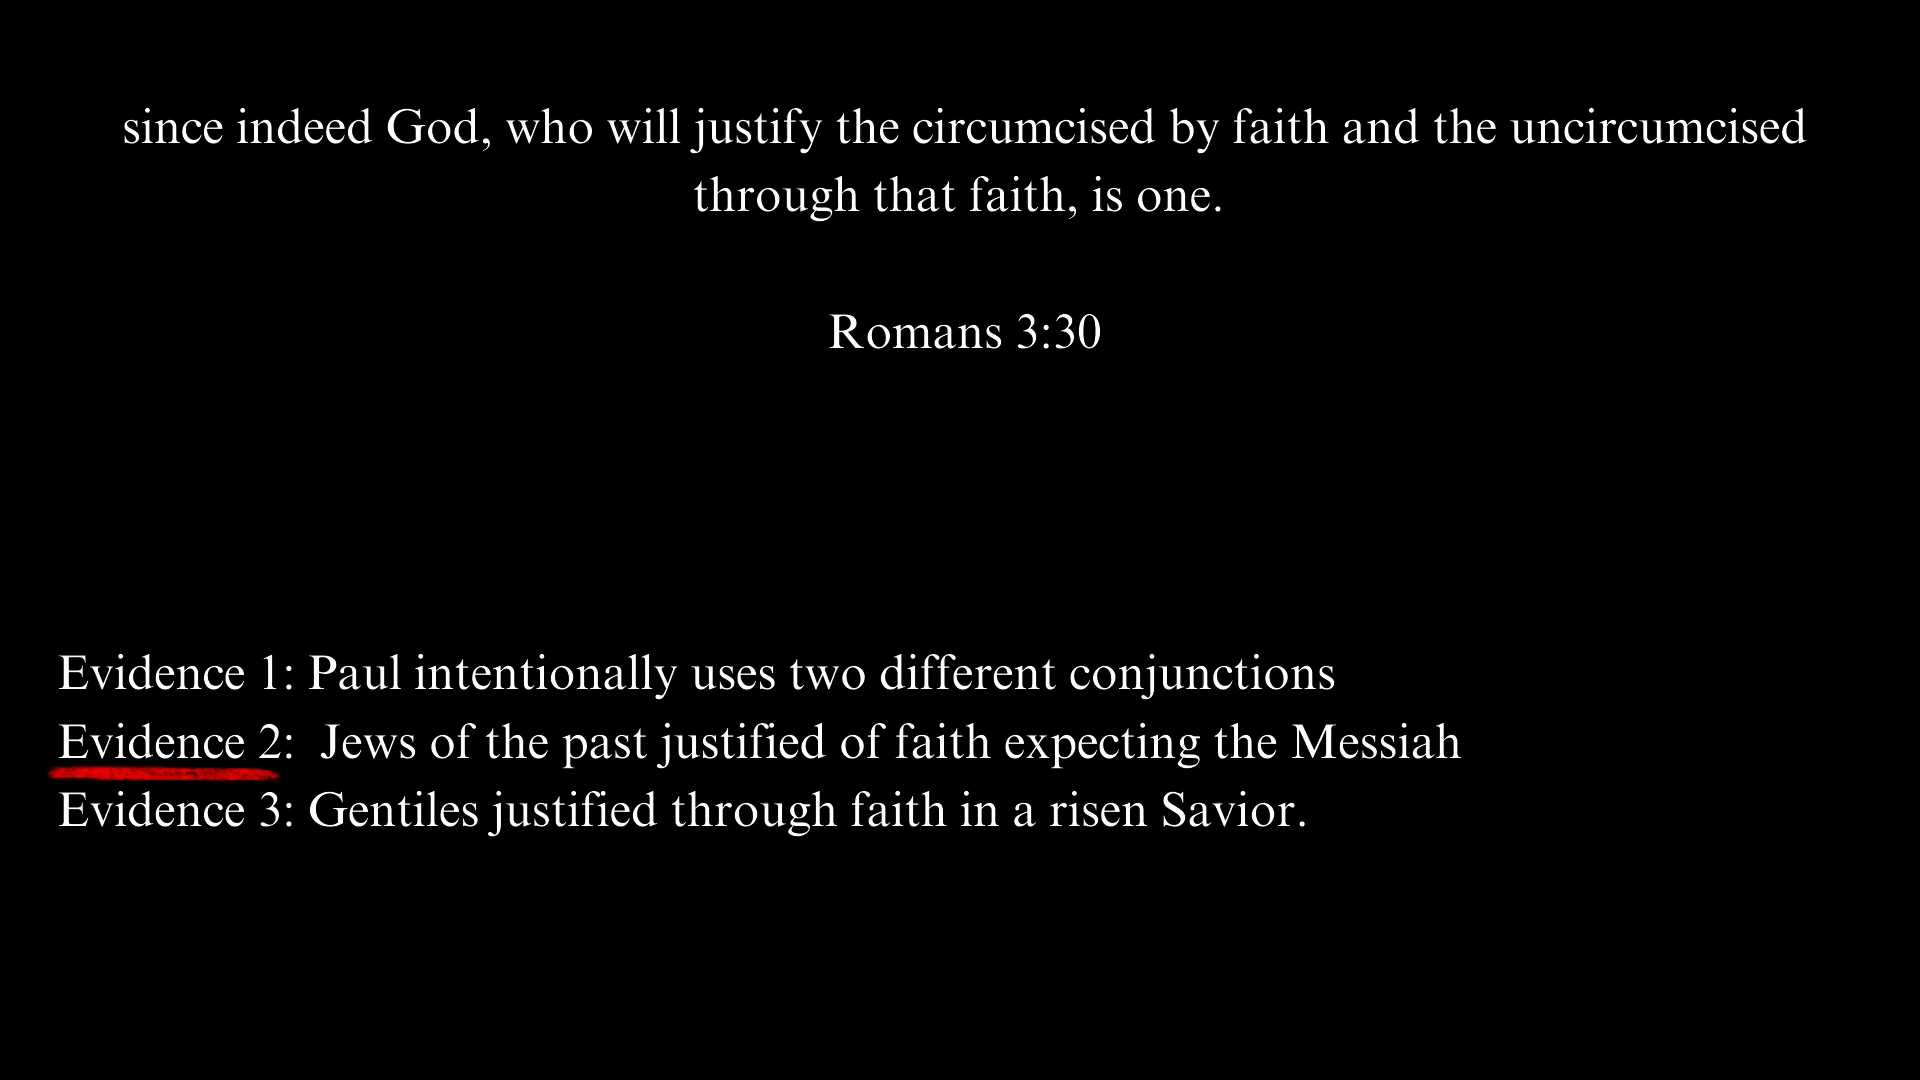 since indeed God, who will justify the circumcised by faith and the uncircumcised
through that faith, is one.
Romans 3:30
Evidence 1: Paul intentionally uses two different conjunctions
Evidence 2:  Jews of the past justified of faith expecting the Messiah
Evidence 3: Gentiles justified through faith in a risen Savior.